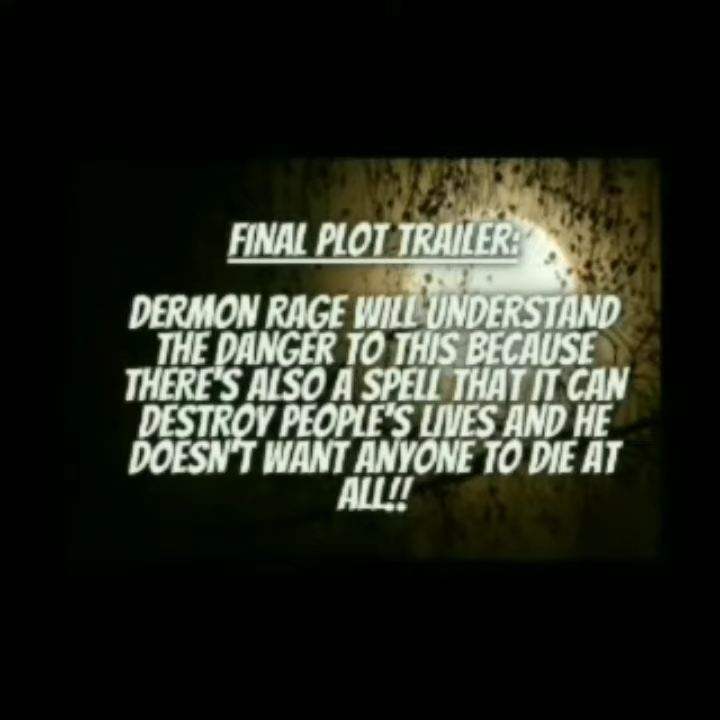 FINAL PLOT TRAILER:
DERMON RAGE WILL UNDERSTAND
THE DANGER TO THIS BECAUSE
THERE'S ALSO A SPELL THAT IT CAN
DESTROY PEOPLE'S LIVES AND HE
DOESN'T WANT ANYONE TO DIE AT
ALL!!